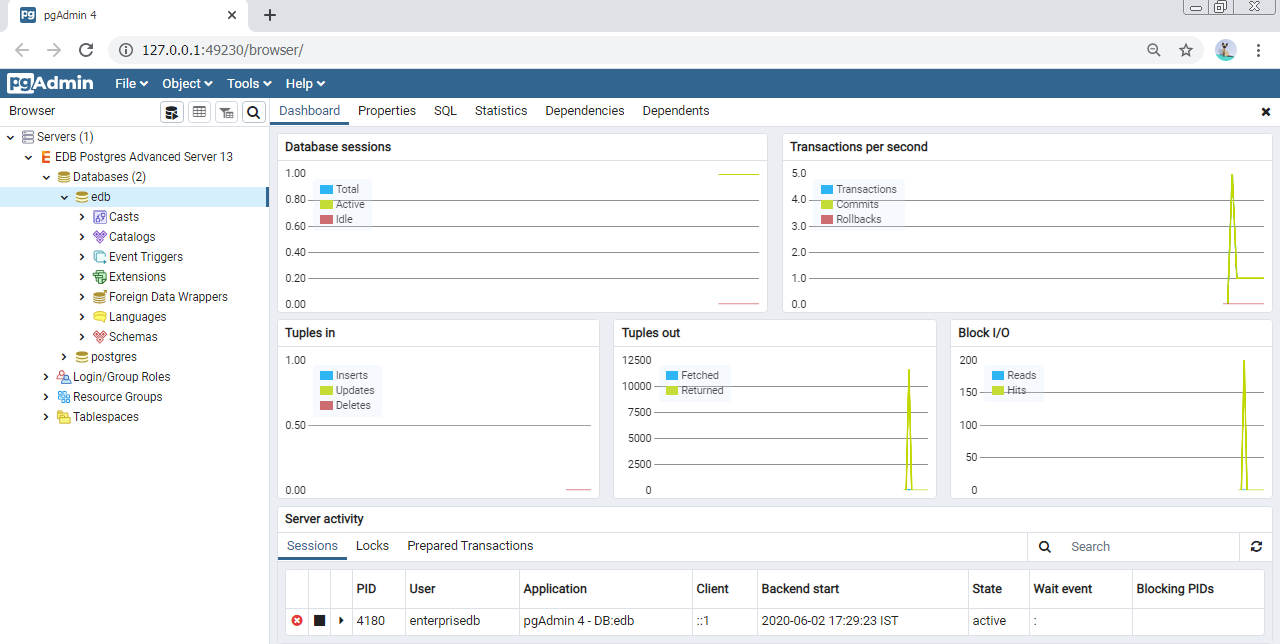 pgAdmin 4
127.0.0.1:49230/browser/
pgAdmin File Object Tools Help
Browser
Dashboard Properties SQL Statistics Dependencies Dependents
Servers (1)
EDB Postgres Advanced Server 13
Databases (2)
edb
Casts
Catalogs
Event Triggers
Extensions
Foreign Data Wrappers
Languages
Schemas
postgres
Login/Group Roles
Resource Groups
Tablespaces
Database sessions
1.00
0.80
0.60
0.40
0.20
0.00
Total
Active
Idle
Transactions per second
5.0
4.0
3.0
2.0
1.0
0.0
Transactions
Commits
Rollbacks
Tuples in
1.00
0.50
0.00
Inserts
Updates
Deletes
Tuples out
12500
10000
7500
5000
2500
0
Fetched
Returned
Block I/O
200
150
100
50
0
Reads
Hits
Server activity
Sessions Locks Prepared Transactions Search
PID User Application Client Backend start State Wait event Blocking PIDs
4180 enterprisedb pgAdmin 4 - DB:edb ::1 2020-06-02 17:29:23 IST active :